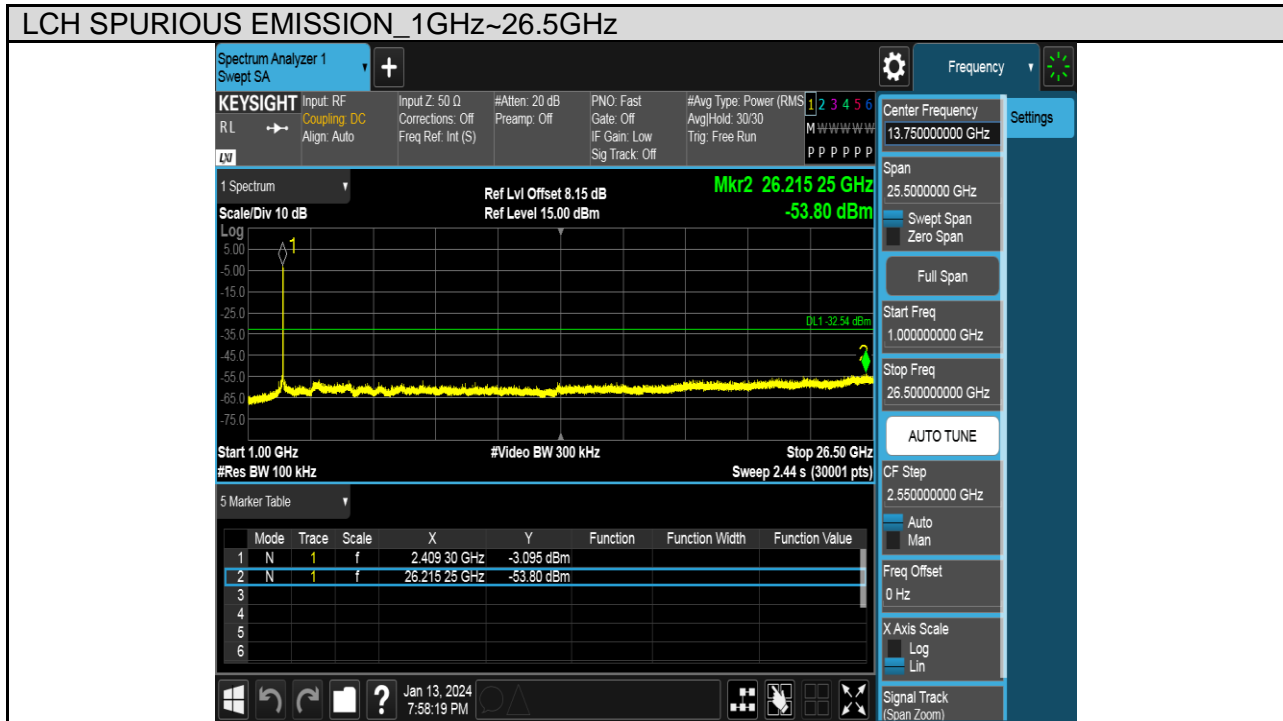 LCH SPURIOUS EMISSION_1GHz~26.5GHz
Spectrum Analyzer 1
Swept SA
+
Frequency
KEYSIGHT Input: RF Input Z: 50 Ω #Atten: 20 dB PNO: Fast #Avg Type: Power (RMS 1 2 3 4 5 6
RL Coupling: DC Corrections: Off Preamp: Off Gate: Off Avg|Hold: 30/30 M W W W W W
Align: Auto Freq Ref: Int (S) IF Gain: Low Trig: Free Run
LXI Sig Track: Off P P P P P P
1 Spectrum
Ref Lvl Offset 8.15 dB Mkr2 26.215 25 GHz
Scale/Div 10 dB Ref Level 15.00 dBm -53.80 dBm
Log
5.00
-5.00
-15.0
-25.0
-35.0
-45.0
-55.0
-65.0
-75.0
1
DL1 -32.54 dBm
2
Start 1.00 GHz #Video BW 300 kHz Stop 26.50 GHz
#Res BW 100 kHz Sweep 2.44 s (30001 pts)
5 Marker Table
Mode Trace Scale X Y Function Function Width Function Value
1 N 1 f 2.409 30 GHz -3.095 dBm
2 N 1 f 26.215 25 GHz -53.80 dBm
3
4
5
6
?
Jan 13, 2024
7:58:19 PM
Center Frequency
13.750000000 GHz
Settings
Span
25.5000000 GHz
Swept Span
Zero Span
Full Span
Start Freq
1.000000000 GHz
Stop Freq
26.500000000 GHz
AUTO TUNE
CF Step
2.550000000 GHz
Auto
Man
Freq Offset
0 Hz
X Axis Scale
Log
Lin
Signal Track
(Span Zoom)